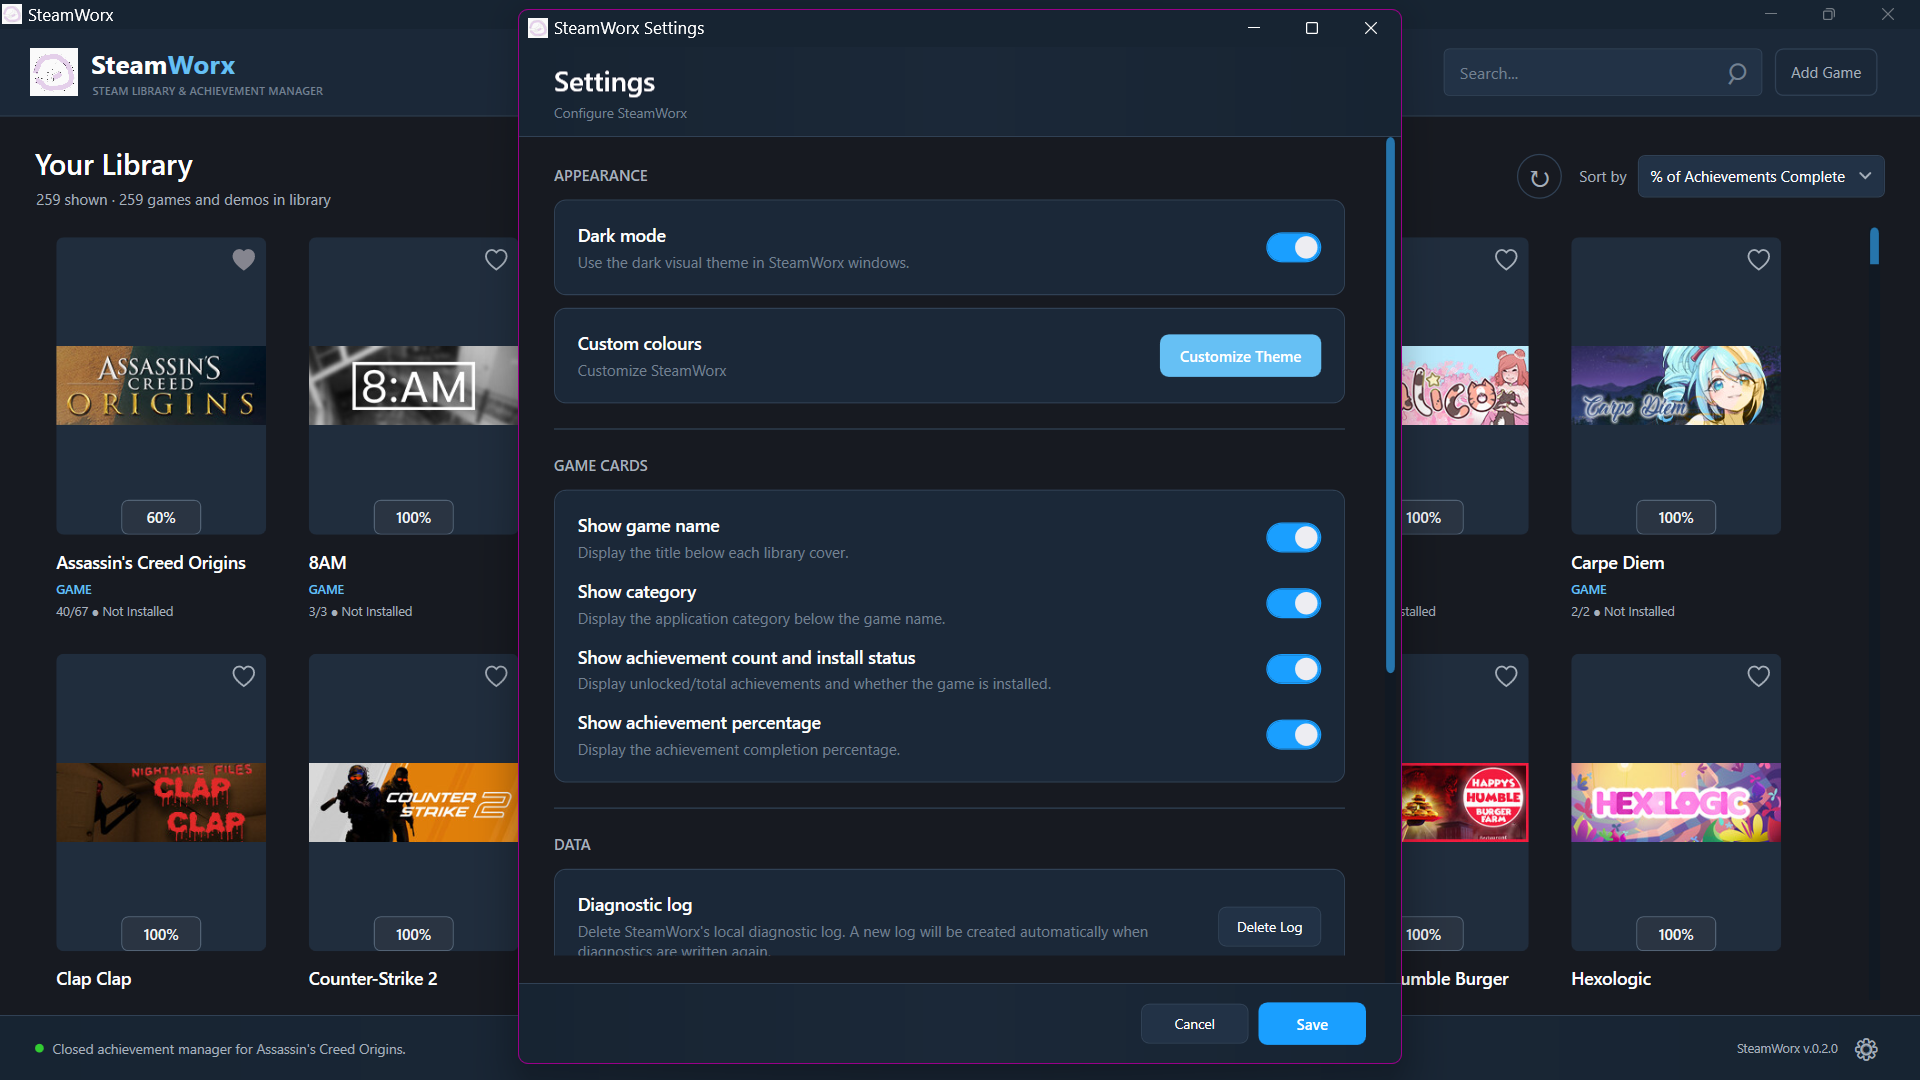 SteamWorx
SteamWorx
STEAM LIBRARY & ACHIEVEMENT MANAGER
Search...
Add Game
Your Library
259 shown · 259 games and demos in library
Sort by
% of Achievements Complete
ASSASSIN'S
CREED
ORIGINS
60%
Assassin's Creed Origins
GAME
40/67 ● Not Installed
8:AM
100%
8AM
GAME
3/3 ● Not Installed
alico
100%
stalled
Carpe Diem
100%
Carpe Diem
GAME
2/2 ● Not Installed
NIGHTMARE FILES
CLAP
CLAP
100%
Clap Clap
COUNTER
STRIKE 2
100%
Counter-Strike 2
HAPPY'S
HUMBLE
BURGER
FARM
100%
umble Burger
HEXOLOGIC
100%
Hexologic
SteamWorx Settings
Settings
Configure SteamWorx
APPEARANCE
Dark mode
Use the dark visual theme in SteamWorx windows.
Custom colours
Customize SteamWorx
Customize Theme
GAME CARDS
Show game name
Display the title below each library cover.
Show category
Display the application category below the game name.
Show achievement count and install status
Display unlocked/total achievements and whether the game is installed.
Show achievement percentage
Display the achievement completion percentage.
DATA
Diagnostic log
Delete SteamWorx's local diagnostic log. A new log will be created automatically when
diagnostics are written again.
Delete Log
Cancel
Save
Closed achievement manager for Assassin's Creed Origins.
SteamWorx v.0.2.0